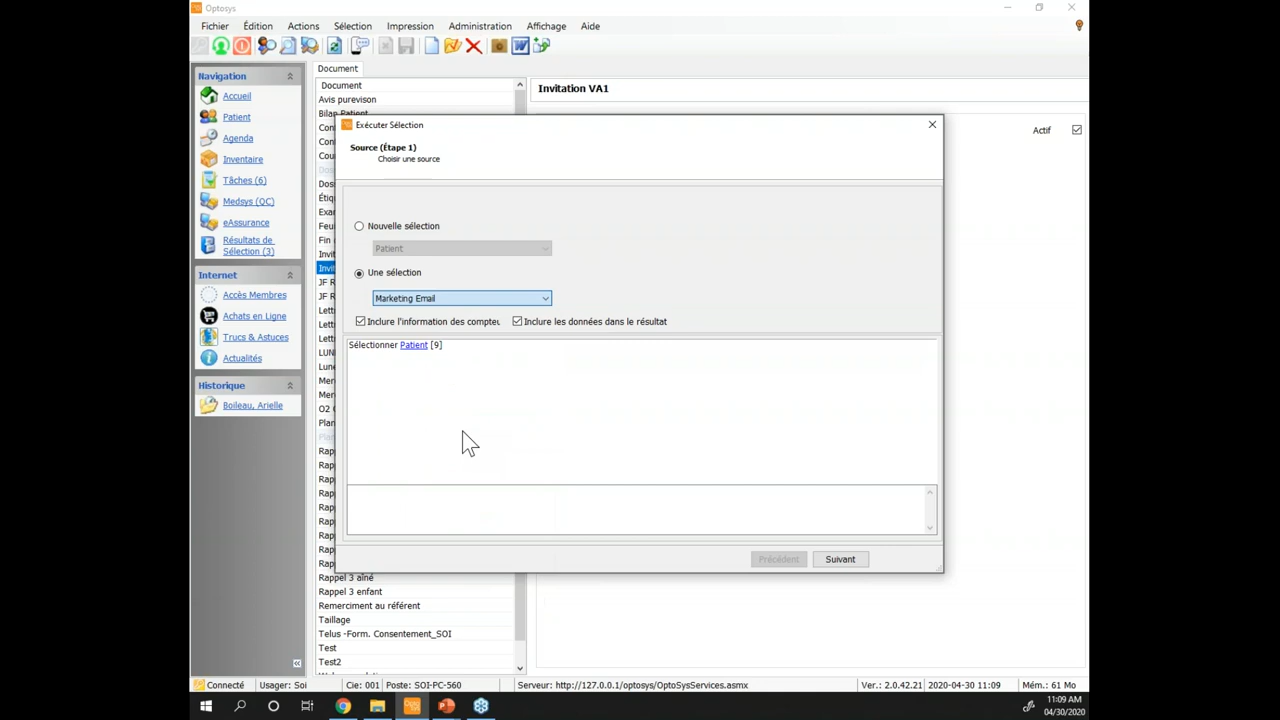 Optosys
Fichier Édition Actions Sélection Impression Administration Affichage Aide
Navigation
Accueil
Patient
Agenda
Inventaire
Tâches (6)
Medsys (QC)
eAssurance
Résultats de
Sélection (3)
Internet
Accès Membres
Achats en Ligne
Trucs & Astuces
Actualités
Historique
Boileau, Arielle
Document
Document
Avis purevison
Bilan Patient
Invitation VA1
Actif
Exécuter Sélection
Source (Étape 1)
Choisir une source
Nouvelle sélection
Patient
Une sélection
Marketing Email
Inclure l'information des compteu
Inclure les données dans le résultat
Sélectionner Patient [9]
Précédent Suivant
Rappel 3 aîné
Rappel 3 enfant
Remerciment au référent
Taillage
Telus -Form. Consentement_SOI
Test
Test2
Connecté Usager: Soi Cie: 001 Poste: SOI-PC-560 Serveur: http://127.0.0.1/optosys/OptoSysServices.asmx Ver.: 2.0.42.21 2020-04-30 11:09 Mém.: 61 Mo
11:09 AM
04/30/2020